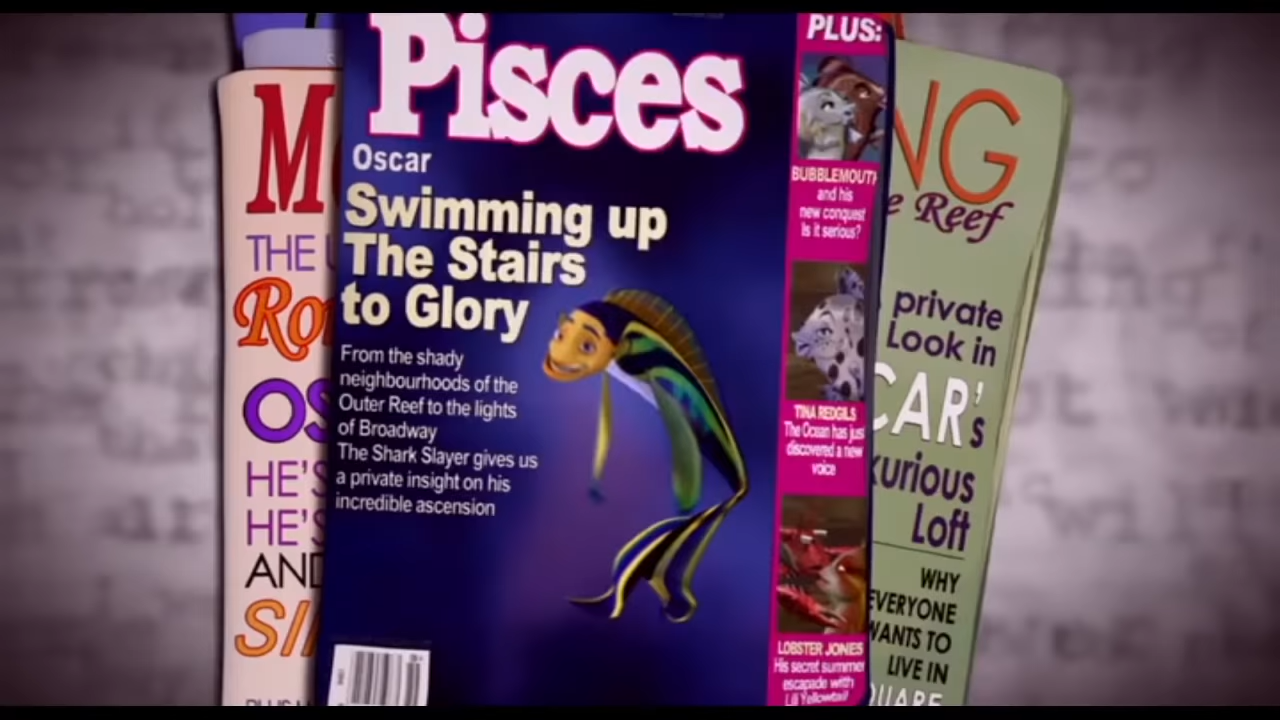 Pisces
Oscar
Swimming up
The Stairs
to Glory
From the shady
neighbourhoods of the
Outer Reef to the lights
of Broadway
The Shark Slayer gives us
a private insight on his
incredible ascension
PLUS:
BUBBLEMOUTH
and his
new conquest
Is it serious?
TINA REDGILS
The Ocean has just
discovered a new
voice
LOBSTER JONES
His secret summer
escapade with
Lil Yellowtail!
M
THE
Ro
OS
HE'S
HE'S
AND
SI
NG
Reef
private
Look in
CAR's
xurious
Loft
WHY
EVERYONE
WANTS TO
LIVE IN
QUARE